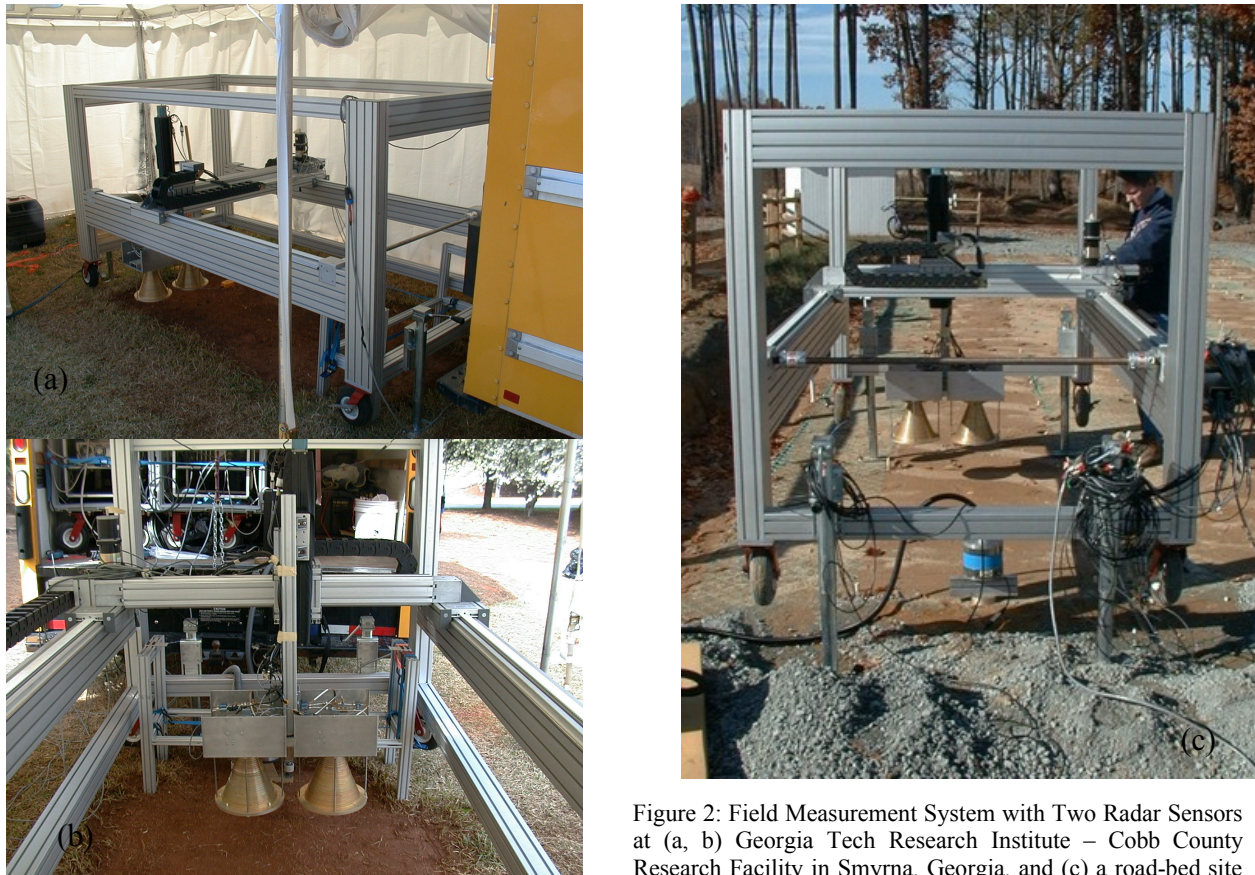 (a)
(b)
(c)
Figure 2: Field Measurement System with Two Radar Sensors
at (a, b) Georgia Tech Research Institute – Cobb County
Research Facility in Smyrna, Georgia, and (c) a road-bed site